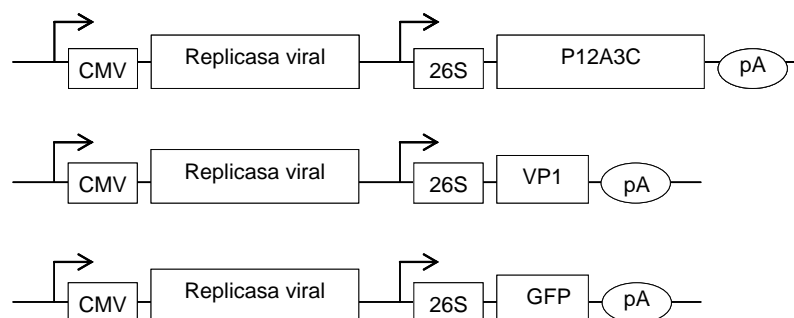 CMV Replicasa viral 26S P12A3C pA
CMV Replicasa viral 26S VP1 pA
CMV Replicasa viral 26S GFP pA